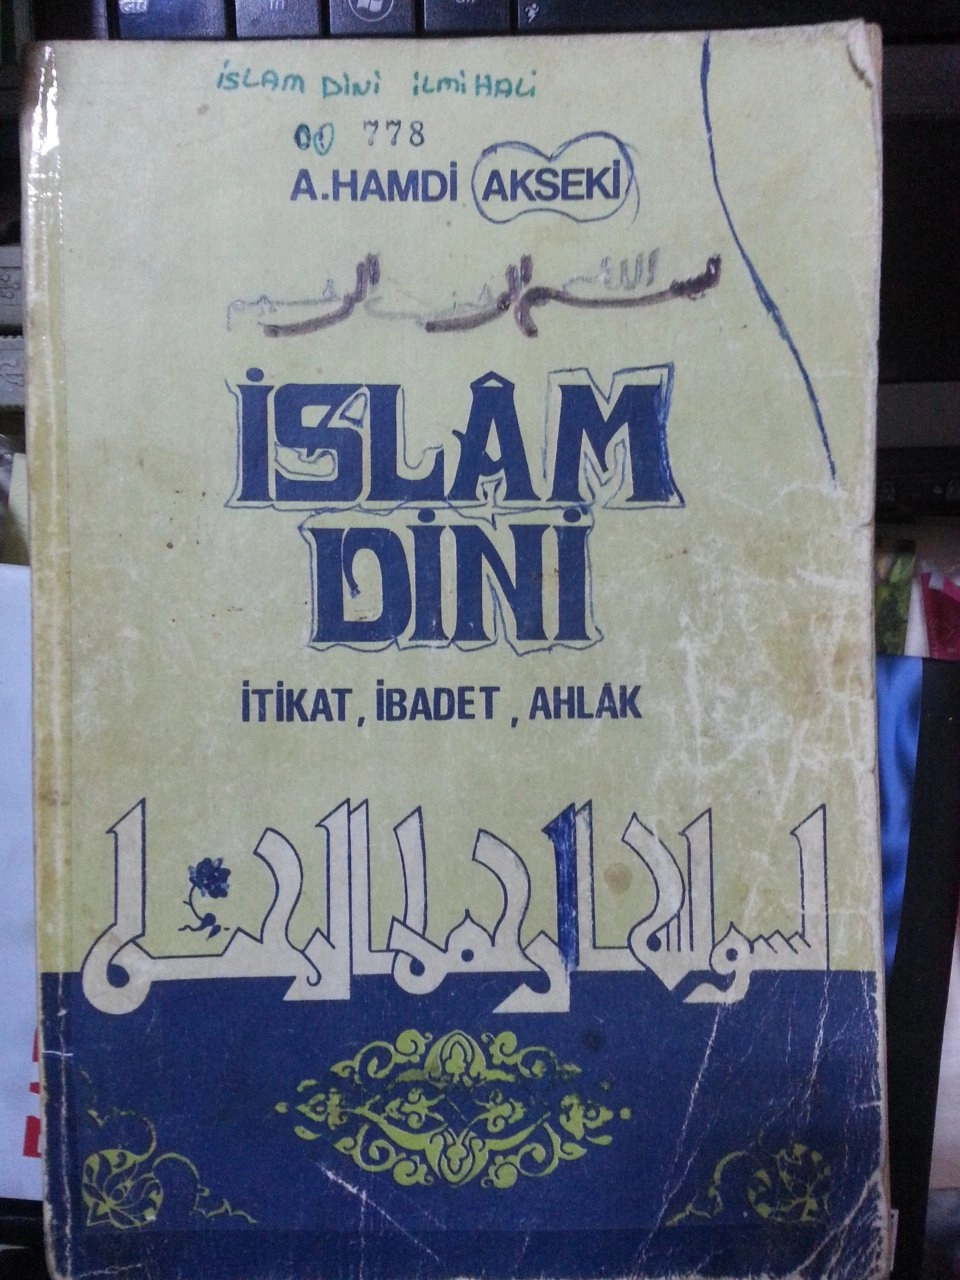 İSLAM DİNİ İLMİHALİ
778
A.HAMDİ AKSEKİ
بسم الله الرحمن الرحيم
İSLÂM
DİNİ
İTİKAT, İBADET, AHLÂK